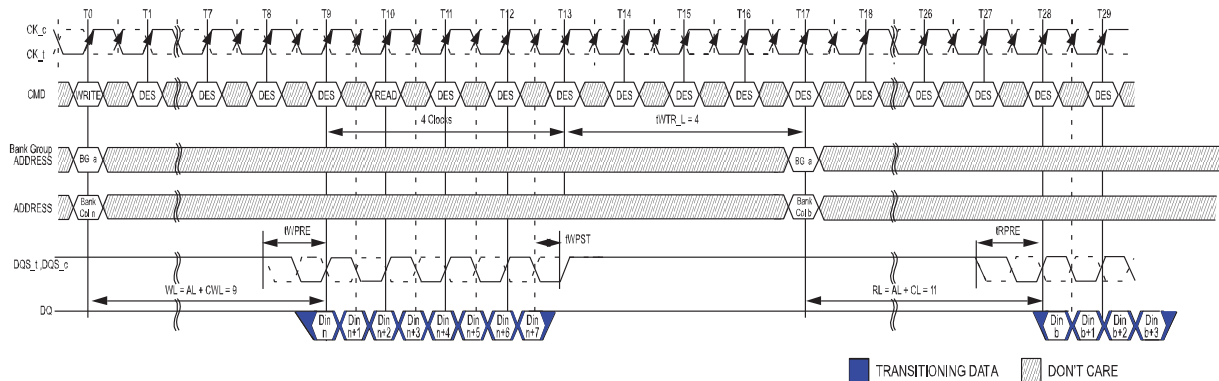 T0 T1 T7 T8 T9 T10 T11 T12 T13 T14 T15 T16 T17 T18 T26 T27 T28 T29
CK_c
CK_t
CMD WRITE DES DES DES DES READ DES DES DES DES DES DES DES DES DES DES DES DES
4 Clocks tWTR_L = 4
Bank Group
ADDRESS BG a BG a
ADDRESS Bank Col n Bank Col b
tWPRE tWPST tRPRE
DQS_t,DQS_c
WL = AL + CWL = 9 RL = AL + CL = 11
DQ Din n Din n+1 Din n+2 Din n+3 Din n+4 Din n+5 Din n+6 Din n+7 Din b Din b+1 Din b+2 Din b+3
TRANSITIONING DATA DON'T CARE